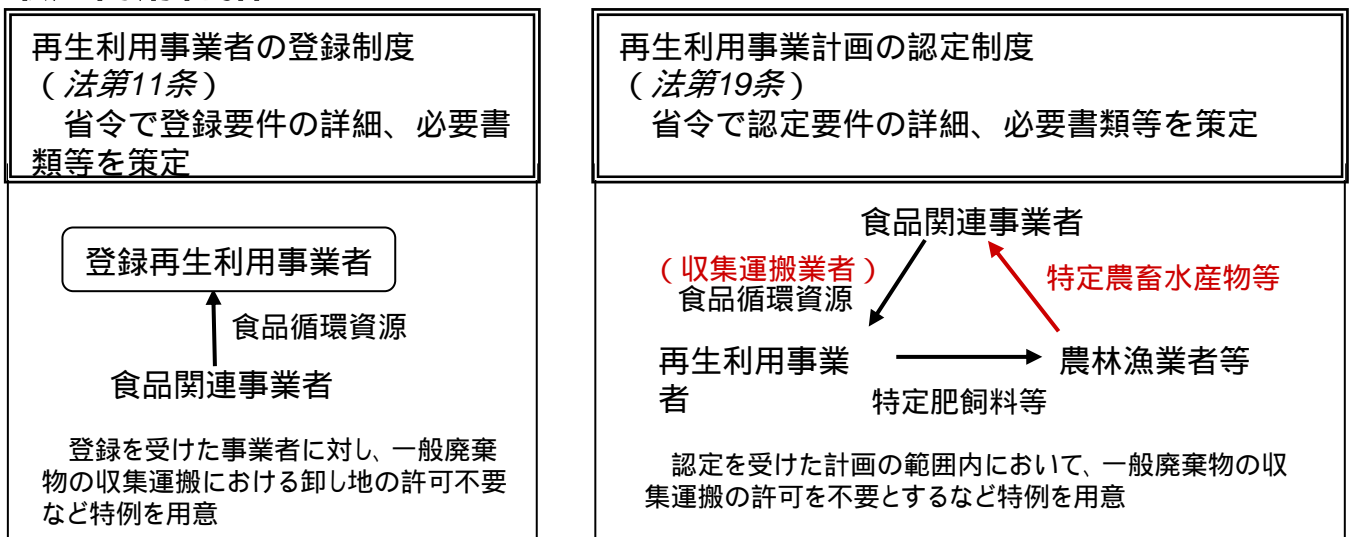 再生利用事業者の登録制度
（法第11条）
省令で登録要件の詳細、必要書
類等を策定
登録再生利用事業者
食品循環資源
食品関連事業者
登録を受けた事業者に対し、一般廃棄
物の収集運搬における卸し地の許可不要
など特例を用意
再生利用事業計画の認定制度
（法第19条）
省令で認定要件の詳細、必要書類等を策定
食品関連事業者
（収集運搬業者）
食品循環資源
特定農畜水産物等
再生利用事業
者
農林漁業者等
特定肥飼料等
認定を受けた計画の範囲内において、一般廃棄物の収
集運搬の許可を不要とするなど特例を用意